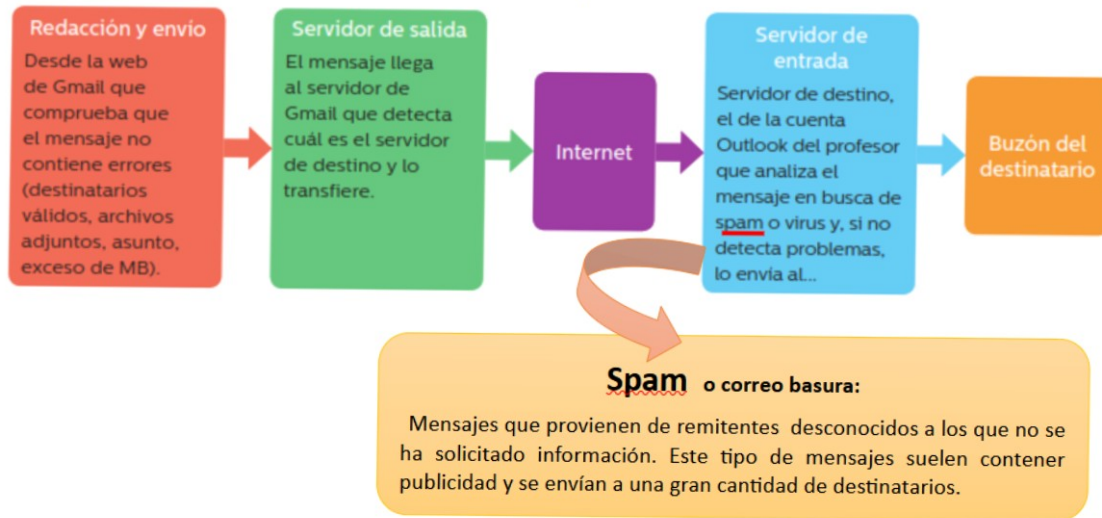 Redacción y envío
Desde la web
de Gmail que
comprueba que
el mensaje no
contiene errores
(destinatarios
válidos, archivos
adjuntos, asunto,
exceso de MB).
Servidor de salida
El mensaje llega
al servidor de
Gmail que detecta
cuál es el servidor
de destino y lo
transfiere.
Internet
Servidor de
entrada
Servidor de destino,
el de la cuenta
Outlook del profesor
que analiza el
mensaje en busca de
spam o virus y, si no
detecta problemas,
lo envía al...
Buzón del
destinatario
Spam o correo basura:
Mensajes que provienen de remitentes desconocidos a los que no se
ha solicitado información. Este tipo de mensajes suelen contener
publicidad y se envían a una gran cantidad de destinatarios.